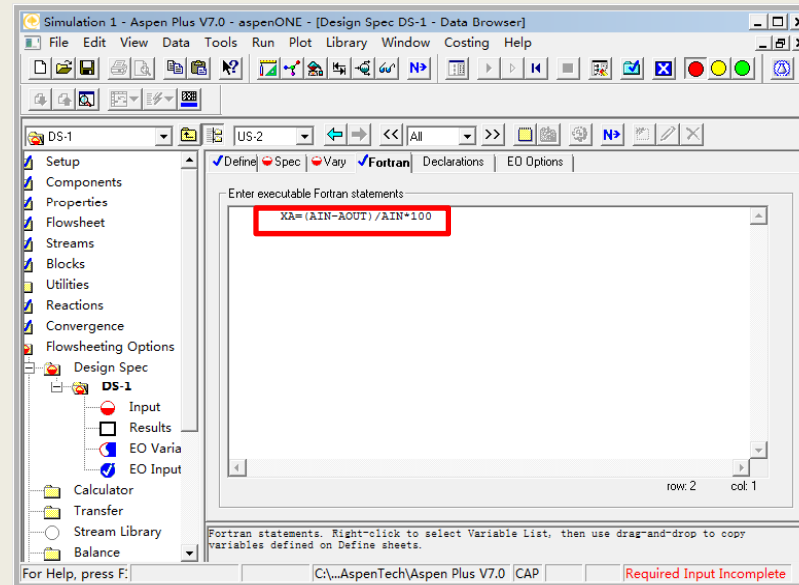 Simulation 1 - Aspen Plus V7.0 - aspenONE - [Design Spec DS-1 - Data Browser]
File Edit View Data Tools Run Plot Library Window Costing Help
N>
DS-1 US-2 << All >> N>
Setup
Components
Properties
Flowsheet
Streams
Blocks
Utilities
Reactions
Convergence
Flowsheeting Options
Design Spec
DS-1
Input
Results
EO Varia
EO Input
Calculator
Transfer
Stream Library
Balance
Define Spec Vary Fortran Declarations EO Options
Enter executable Fortran statements
XA=(AIN-AOUT)/AIN*100
row: 2 col: 1
Fortran statements. Right-click to select Variable List, then use drag-and-drop to copy
variables defined on Define sheets.
For Help, press F: C:\...AspenTech\Aspen Plus V7.0 CAP Required Input Incomplete